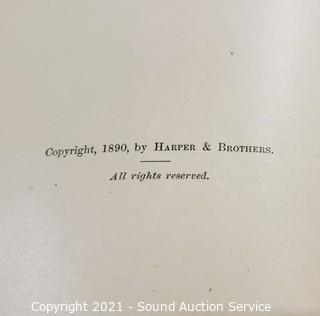 Copyright, 1890, by HARPER & BROTHERS.
All rights reserved.
Copyright 2021 - Sound Auction Service